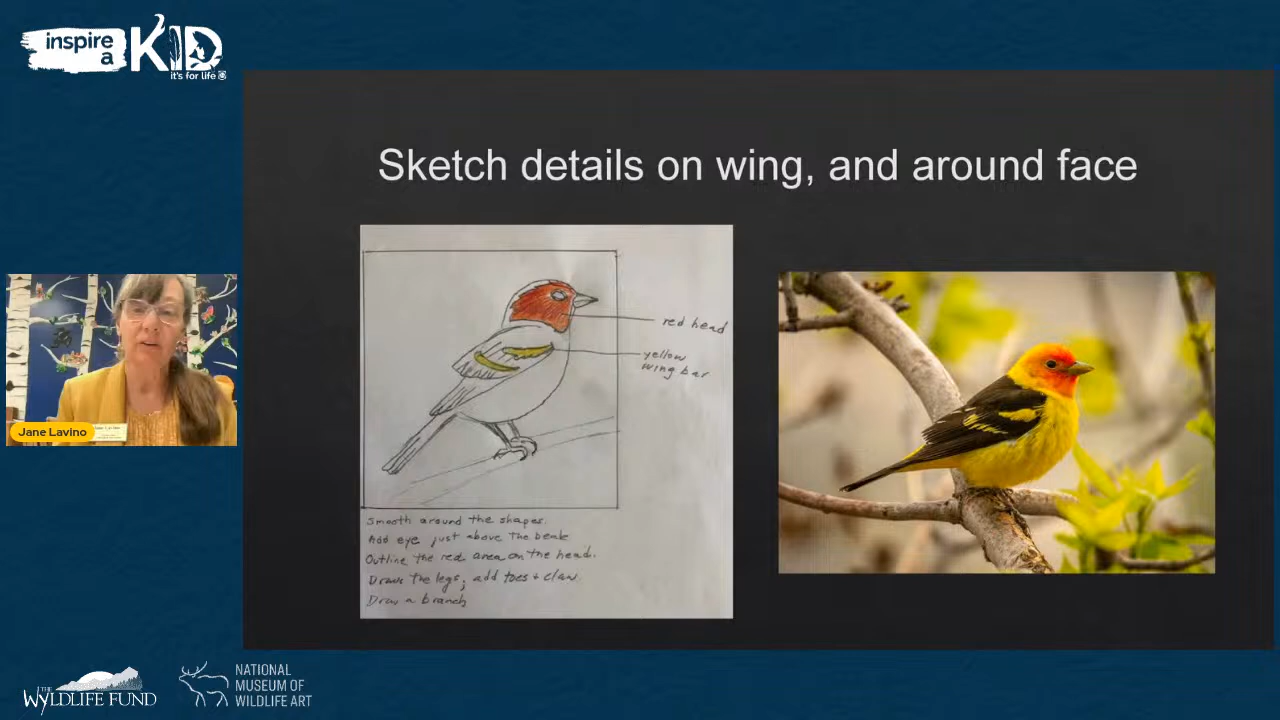 inspire
a
KID
it's for life
Sketch details on wing, and around face
red head
yellow
wing bar
Smooth around the shapes.
Add eye just above the beak
Outline the red area on the head.
Draw the legs; add toes + claw.
Draw a branch
Jane Lavino
THE
WYLDLIFE FUND
NATIONAL
MUSEUM OF
WILDLIFE ART